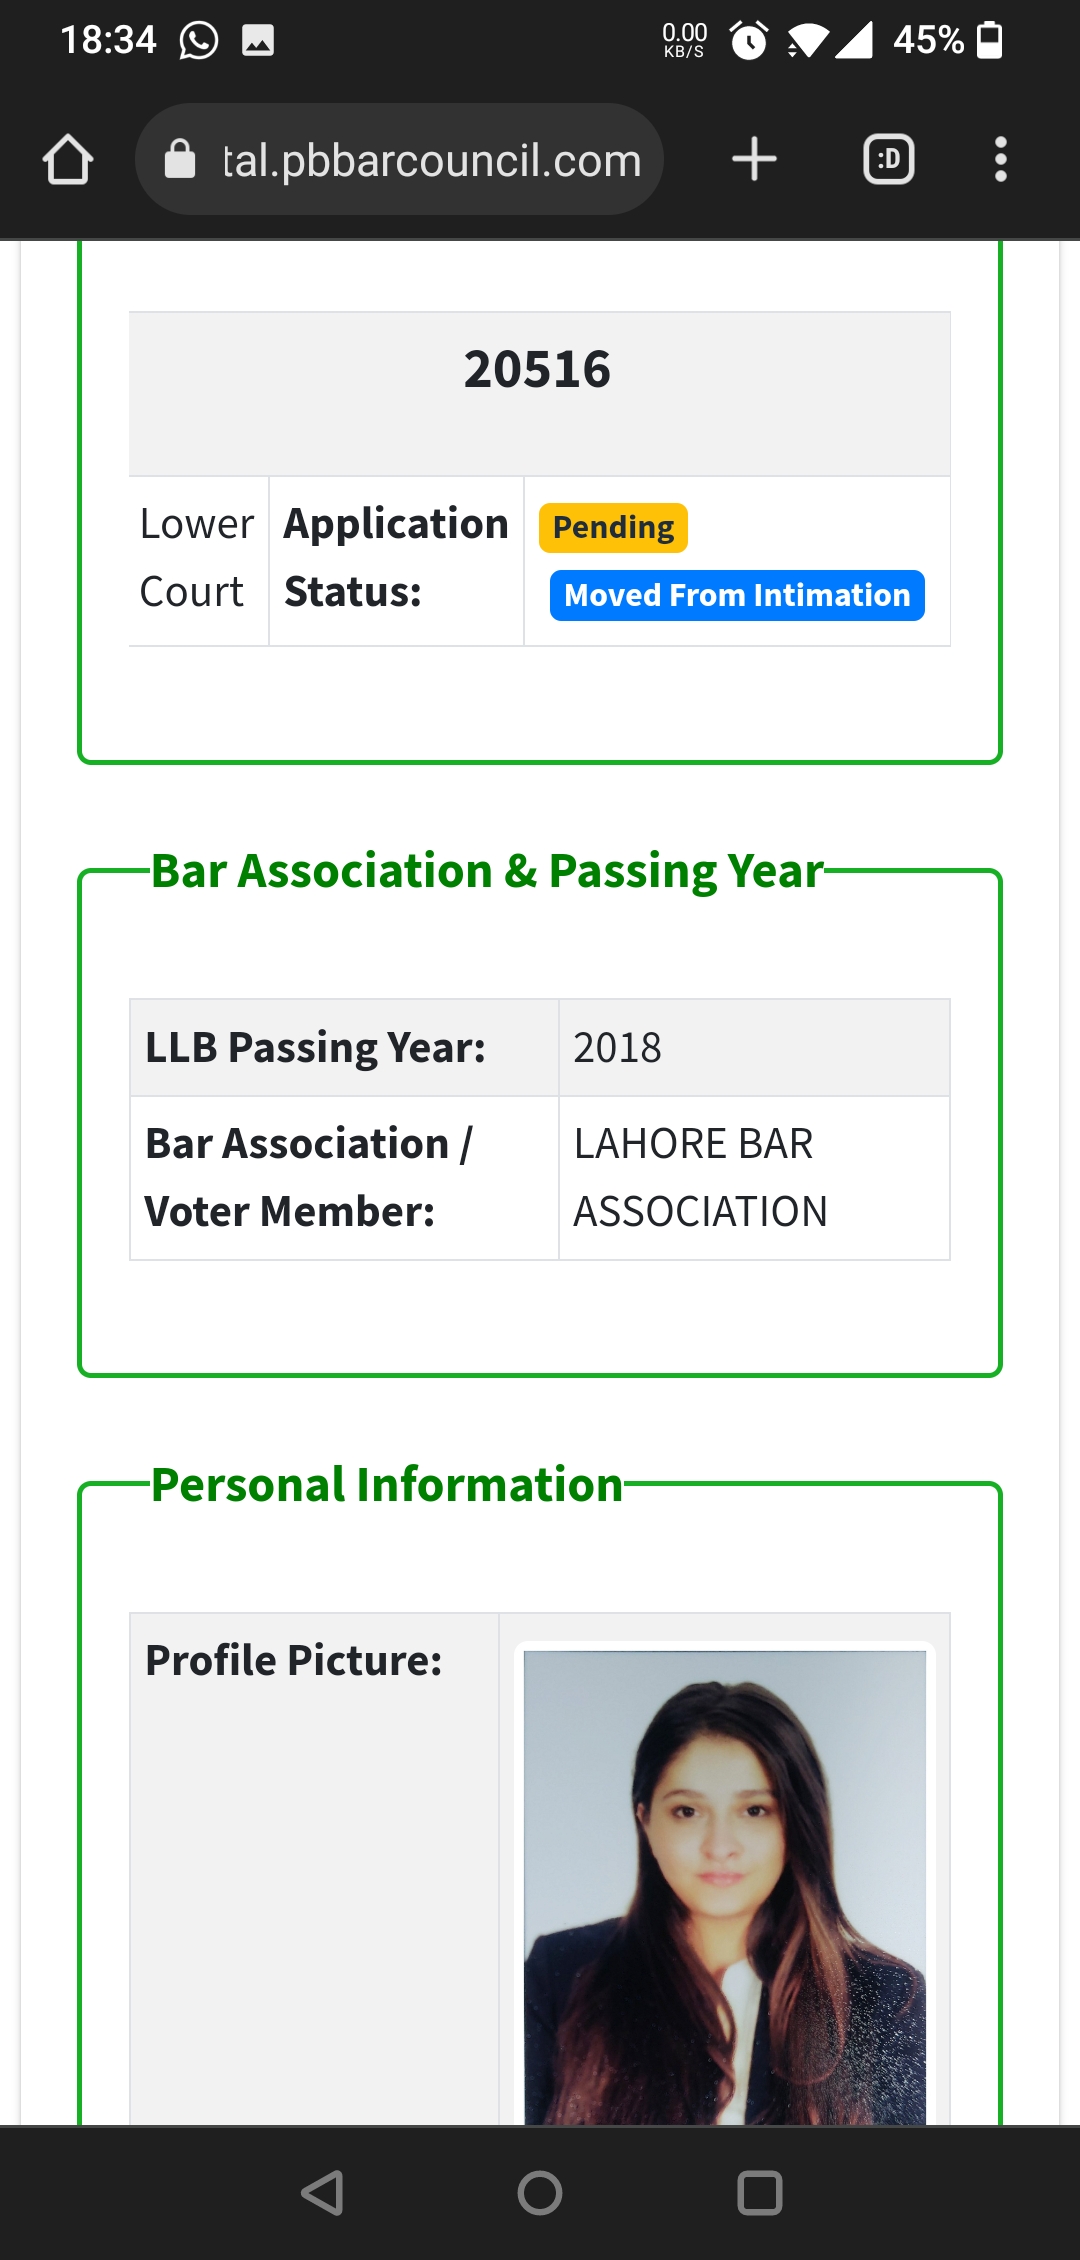 18:34
0.00
KB/S
45%
tal.pbbarcouncil.com
:D
20516
Lower
Court
Application
Status:
Pending
Moved From Intimation
Bar Association & Passing Year
LLB Passing Year:
2018
Bar Association /
Voter Member:
LAHORE BAR
ASSOCIATION
Personal Information
Profile Picture: